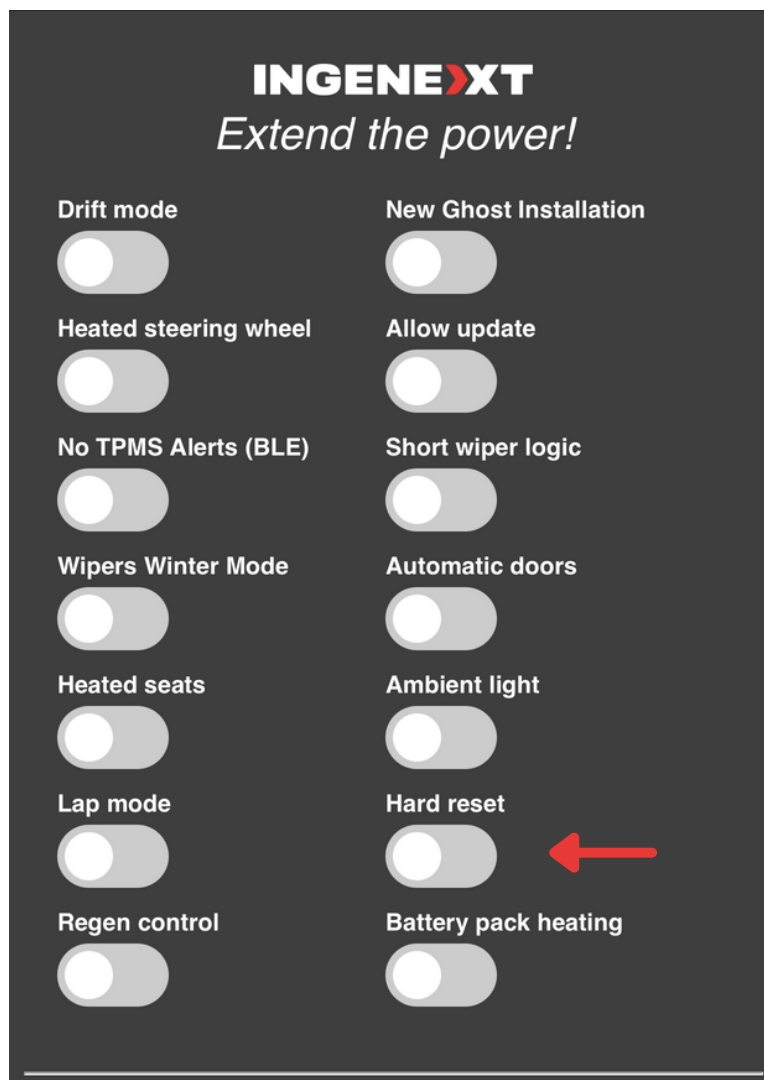 INGENEXT
Extend the power!
Drift mode
New Ghost Installation
Heated steering wheel
Allow update
No TPMS Alerts (BLE)
Short wiper logic
Wipers Winter Mode
Automatic doors
Heated seats
Ambient light
Lap mode
Hard reset
Regen control
Battery pack heating